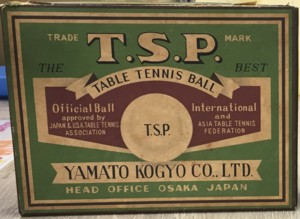 TRADE T.S.P. MARK
THE BEST
TABLE TENNIS BALL
Official Ball
approved by
JAPAN & U.S.A TABLE TENNIS
ASSOCIATION
T.S.P.
International
and
ASIA TABLE TENNIS
FEDERATION
YAMATO KOGYO CO., LTD.
HEAD OFFICE OSAKA JAPAN